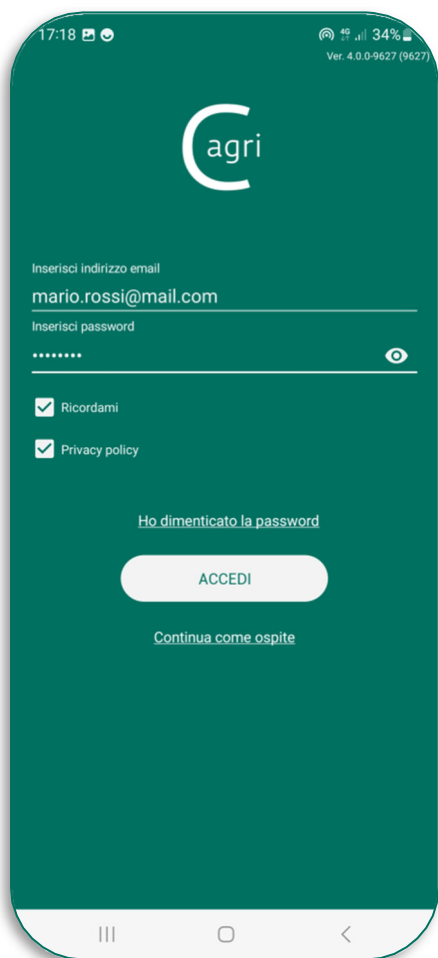 17:18 4G 34%
Ver. 4.0.0-9627 (9627)
C agri
Inserisci indirizzo email
mario.rossi@mail.com
Inserisci password
••••••••
Ricordami
Privacy policy
Ho dimenticato la password
ACCEDI
Continua come ospite